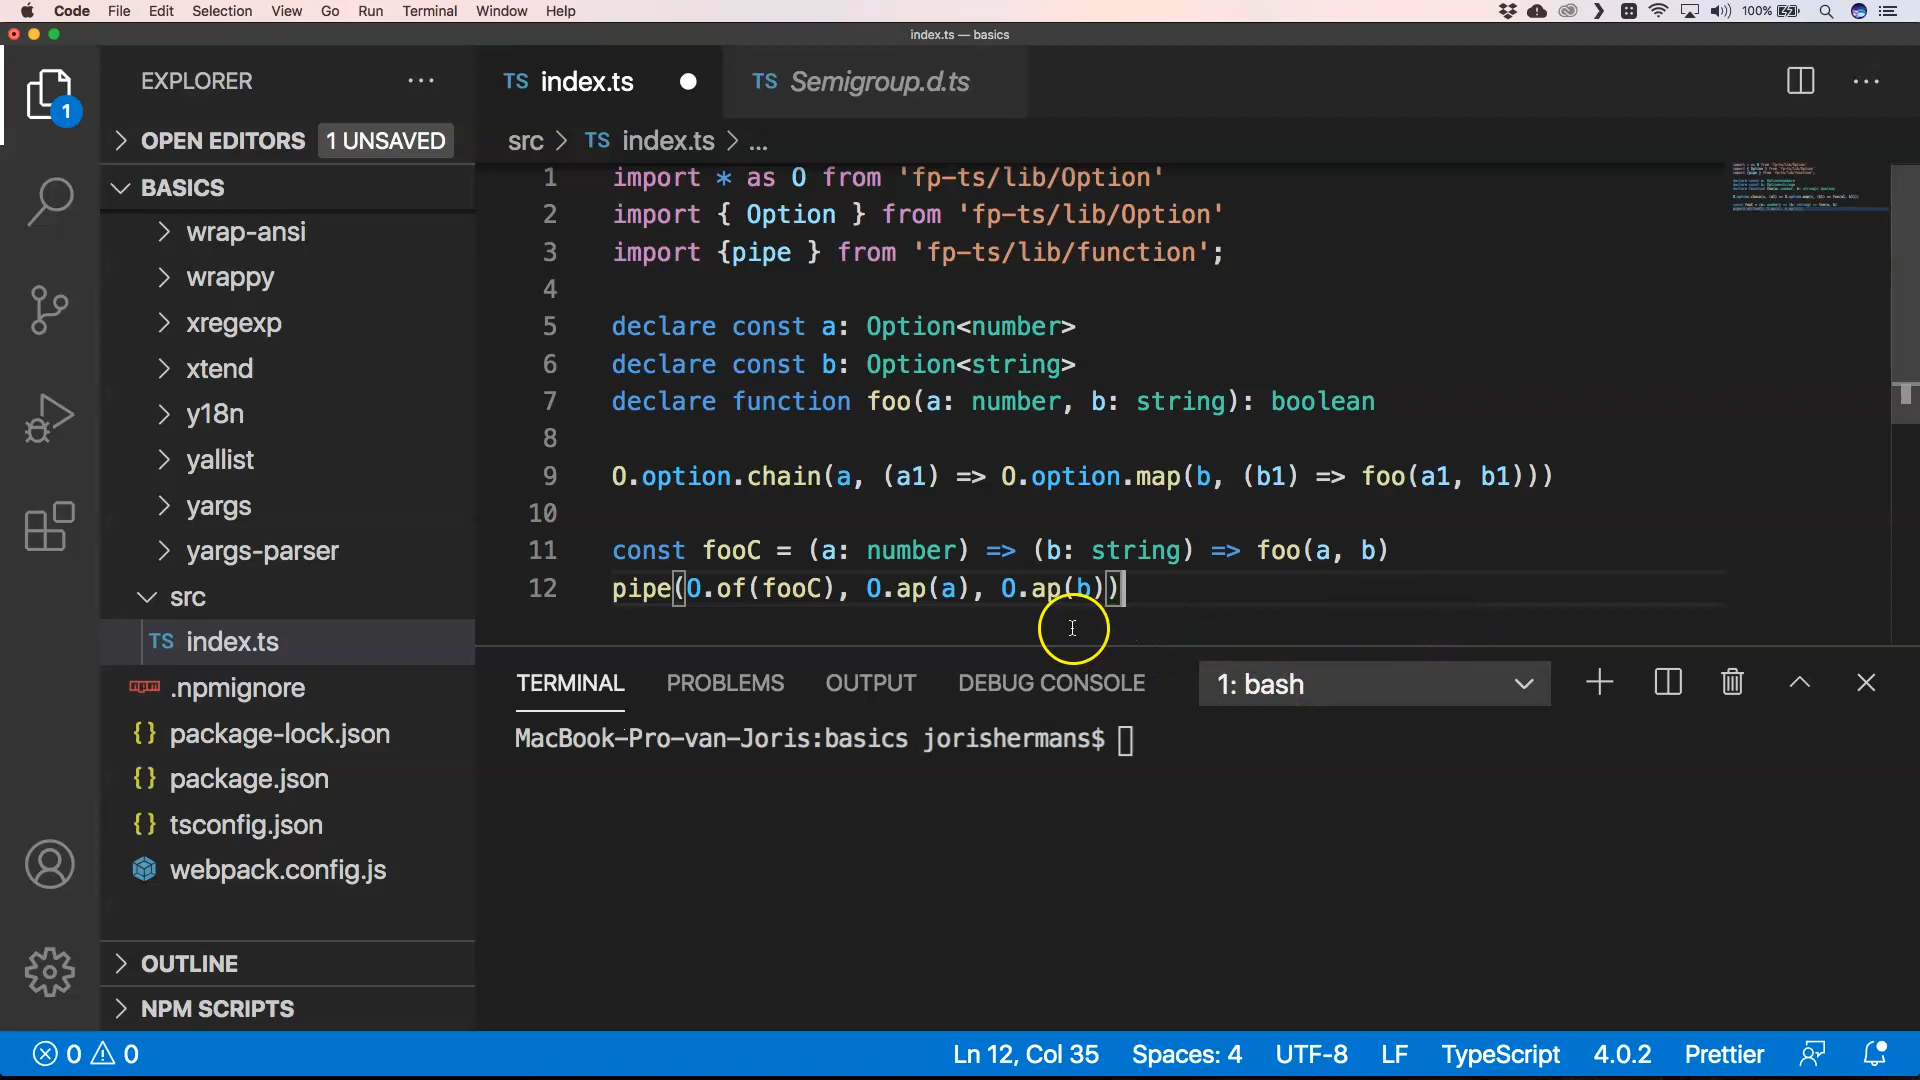 Code File Edit Selection View Go Run Terminal Window Help 100%
index.ts — basics
EXPLORER
1
OPEN EDITORS 1 UNSAVED
BASICS
wrap-ansi
wrappy
xregexp
xtend
y18n
yallist
yargs
yargs-parser
src
TS index.ts
.npmignore
{} package-lock.json
{} package.json
{} tsconfig.json
webpack.config.js
OUTLINE
NPM SCRIPTS
TS index.ts TS Semigroup.d.ts
src > TS index.ts > ...
1 import * as O from 'fp-ts/lib/Option'
2 import { Option } from 'fp-ts/lib/Option'
3 import {pipe } from 'fp-ts/lib/function';
4
5 declare const a: Option<number>
6 declare const b: Option<string>
7 declare function foo(a: number, b: string): boolean
8
9 O.option.chain(a, (a1) => O.option.map(b, (b1) => foo(a1, b1)))
10
11 const fooC = (a: number) => (b: string) => foo(a, b)
12 pipe(O.of(fooC), O.ap(a), O.ap(b))
TERMINAL PROBLEMS OUTPUT DEBUG CONSOLE 1: bash
MacBook-Pro-van-Joris:basics jorishermans$
0 0 Ln 12, Col 35 Spaces: 4 UTF-8 LF TypeScript 4.0.2 Prettier